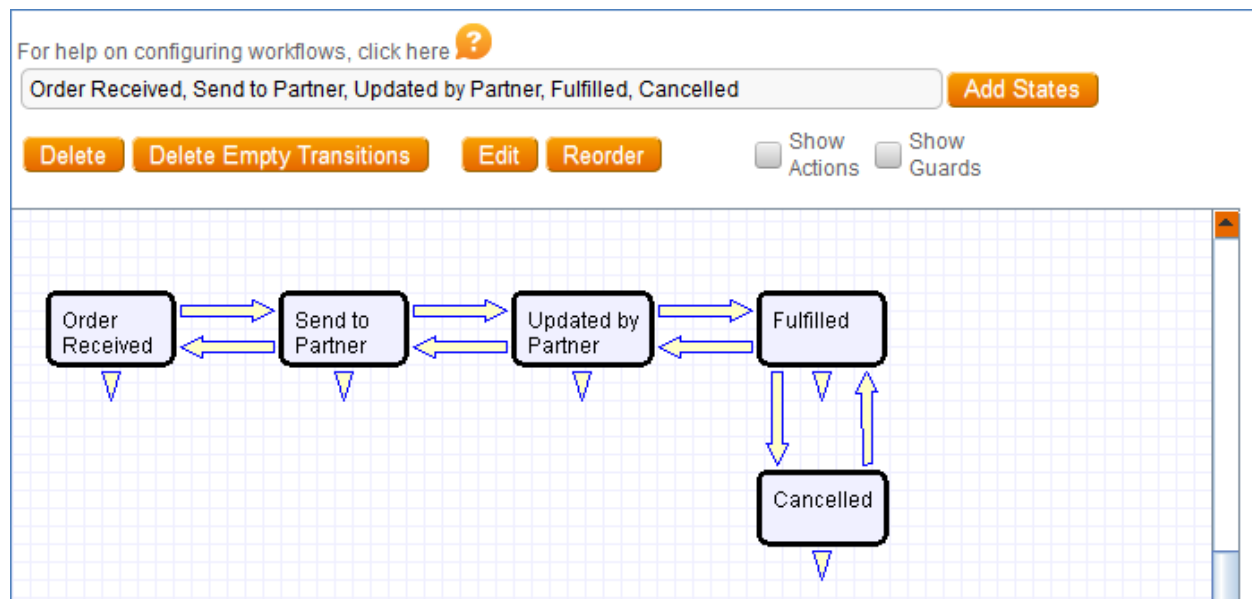 For help on configuring workflows, click here ?
Order Received, Send to Partner, Updated by Partner, Fulfilled, Cancelled
Add States
Delete
Delete Empty Transitions
Edit
Reorder
Show
Actions
Show
Guards
Order
Received
Send to
Partner
Updated by
Partner
Fulfilled
Cancelled